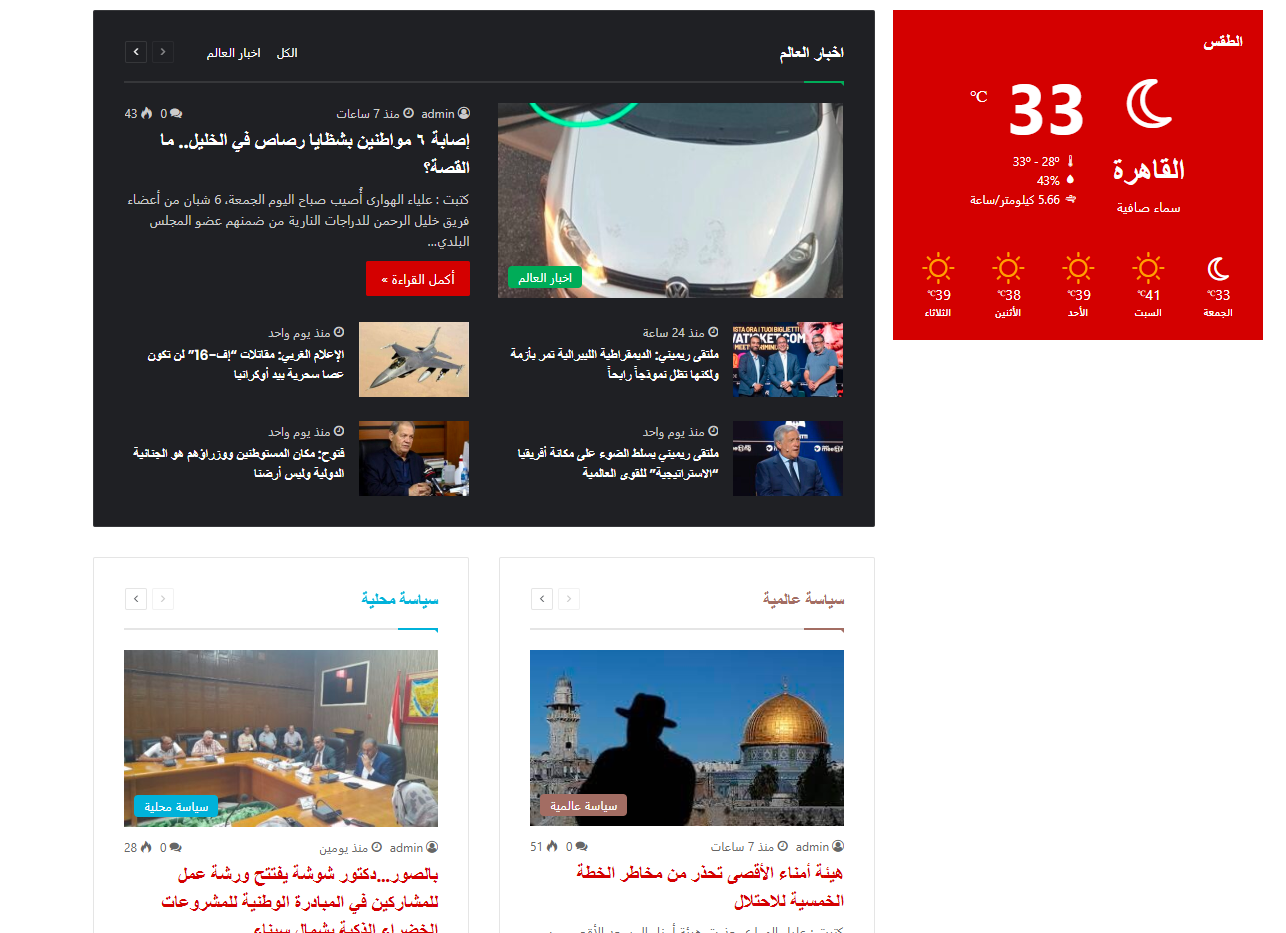 الطقس
33
℃
القاهرة
سماء صافية
33º - 28º
43%
5.66 كيلومتر/ساعة
33℃
الجمعة
41℃
السبت
39℃
الأحد
38℃
الأثنين
39℃
الثلاثاء
اخبار العالم
الكل
اخبار العالم
اخبار العالم
admin
منذ 7 ساعات
0
43
إصابة ٦ مواطنين بشظايا رصاص في الخليل.. ما
القصة؟
كتبت : علياء الهوارى أُصيب صباح اليوم الجمعة، 6 شبان من أعضاء
فريق خليل الرحمن للدراجات النارية من ضمنهم عضو المجلس
البلدي…
أكمل القراءة »
منذ 24 ساعة
ملتقى ريميني: الديمقراطية الليبرالية تمر بأزمة
ولكنها تظل نموذجاً رابحاً
منذ يوم واحد
الإعلام الغربي: مقاتلات “إف-16” لن تكون
عصا سحرية بيد أوكرانيا
منذ يوم واحد
ملتقى ريميني يسلط الضوء على مكانة أفريقيا
“الاستراتيجية” للقوى العالمية
منذ يوم واحد
فتوح: مكان المستوطنين ووزراؤهم هو الجنائية
الدولية وليس أرضنا
سياسة عالمية
سياسة عالمية
admin
منذ 7 ساعات
0
51
هيئة أمناء الأقصى تحذر من مخاطر الخطة
الخمسية للاحتلال
سياسة محلية
سياسة محلية
admin
منذ يومين
0
28
بالصور…دكتور شوشة يفتتح ورشة عمل
للمشاركين في المبادرة الوطنية للمشروعات
الخضراء الذكية بشمال سيناء